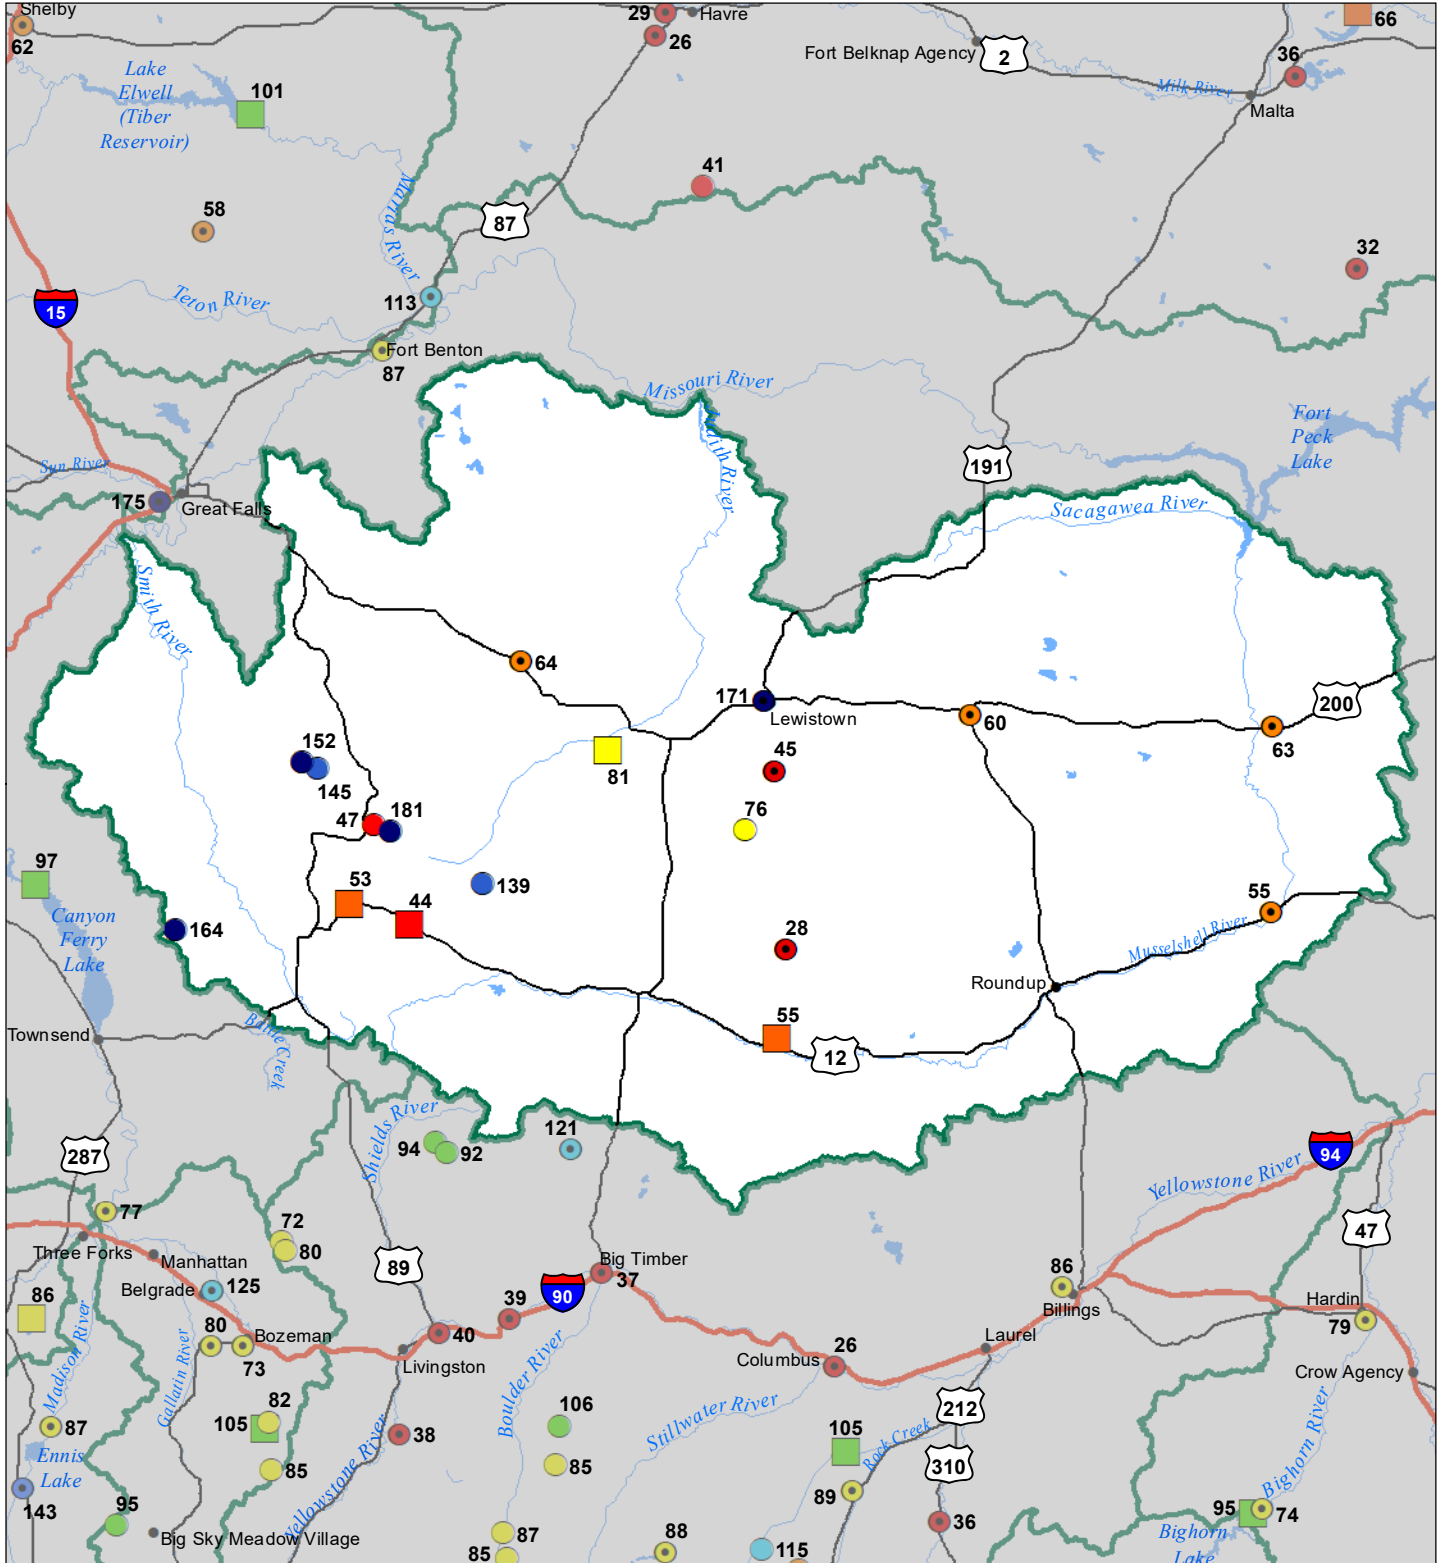 Shelby
62
29
Havre
26
Fort Belknap Agency
2
66
36
Milk River
Malta
Lake
Elwell
(Tiber
Reservoir)
101
41
58
Marias River
87
32
15
Teton River
113
Fort Benton
87
Missouri River
Judith River
Fort
Peck
Lake
Sun River
191
175
Great Falls
Sacagawea River
Smith River
64
171
Lewistown
60
200
63
152
145
81
45
47
181
76
97
53
44
139
55
Canyon
Ferry
Lake
164
28
Musselshell River
Roundup
Townsend
Battle Creek
55
12
Shields River
94
92
121
287
94
Yellowstone River
77
Three Forks
72
80
Manhattan
47
Belgrade
125
89
Big Timber
37
90
86
Billings
86
Hardin
79
39
80
Bozeman
73
40
Livingston
Laurel
Columbus
26
Crow Agency
Madison River
Gallatin River
Boulder River
82
105
38
106
Stillwater River
212
105
Rock Creek
87
Ennis
Lake
85
85
310
Bighorn River
143
95
Yellowstone River
89
Big Sky Meadow Village
87
85
88
115
36
95
74
Bighorn
Lake